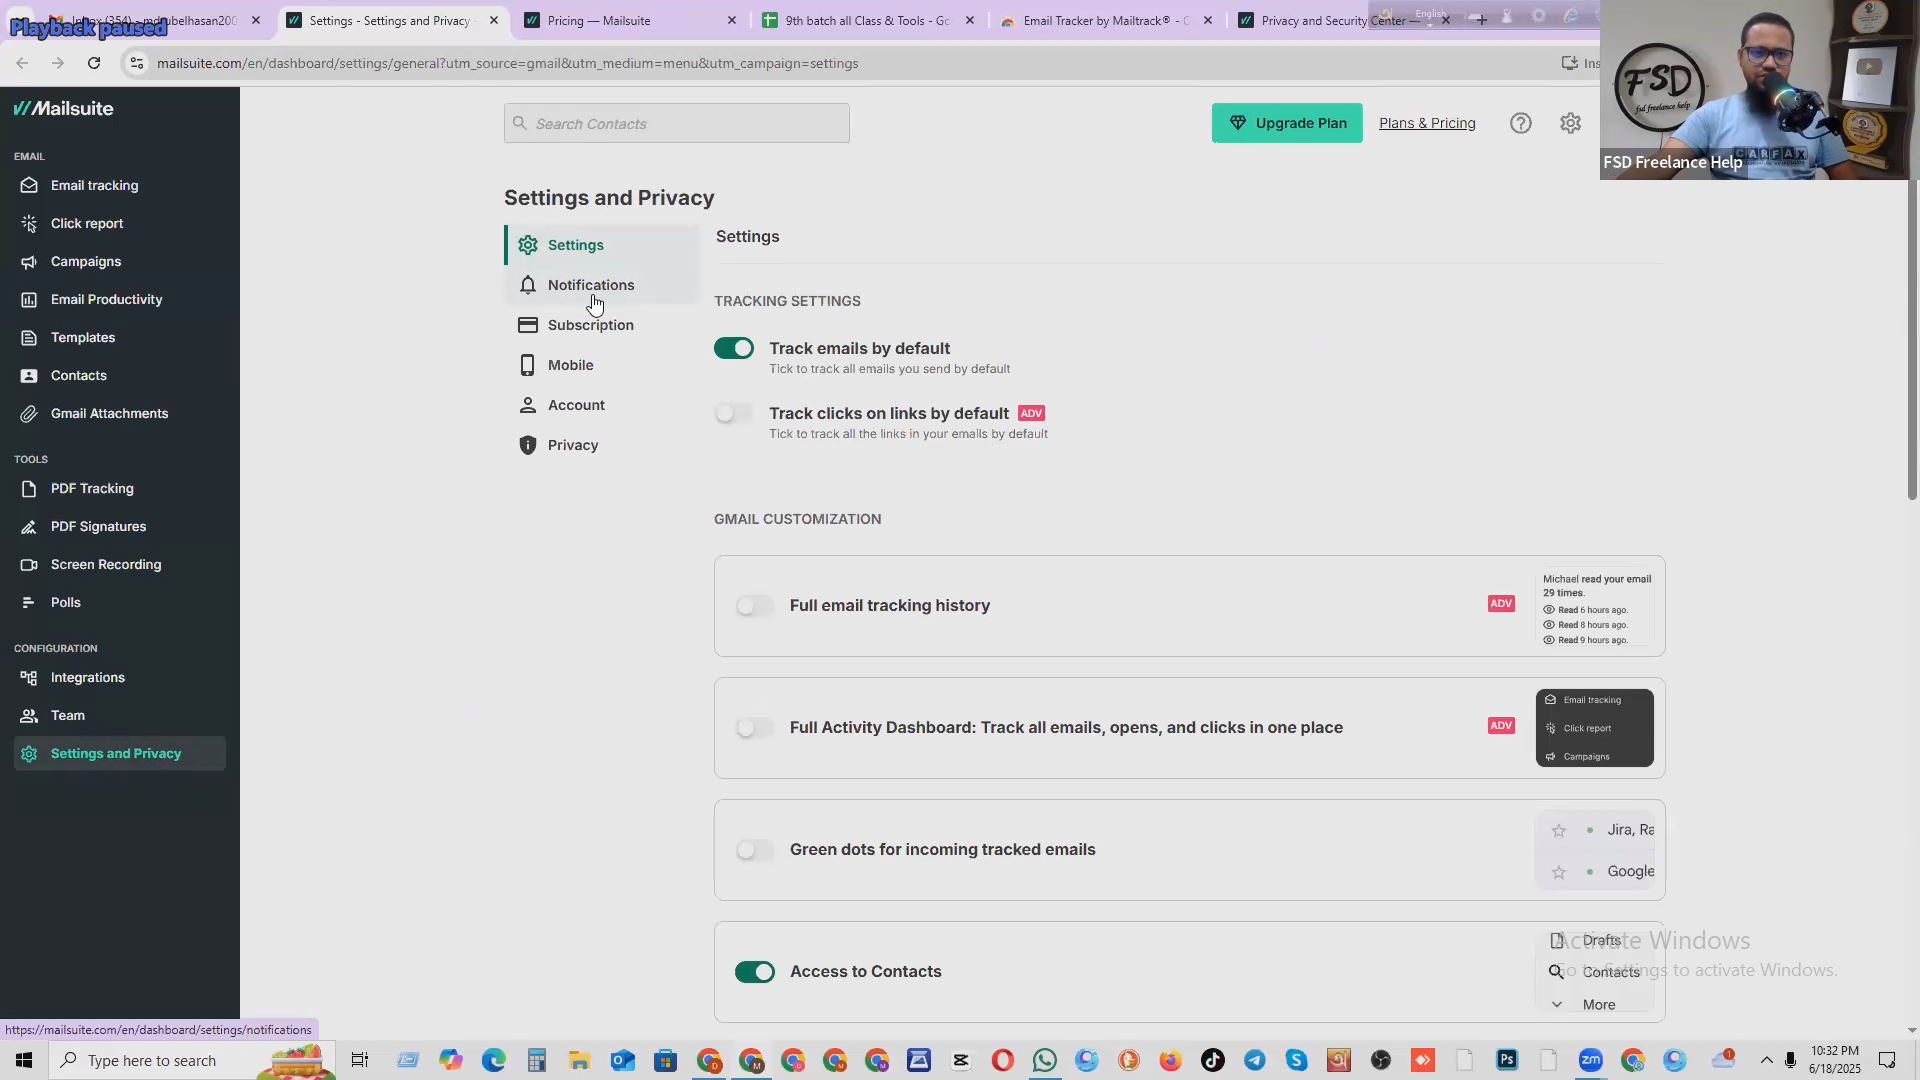 Playback paused
Inbox (354) - mdrubelhasan200
Settings - Settings and Privacy -
Pricing — Mailsuite
9th batch all Class & Tools - Go
Email Tracker by Mailtrack® - C
Privacy and Security Center —
English
mailsuite.com/en/dashboard/settings/general?utm_source=gmail&utm_medium=menu&utm_campaign=settings
Ins
Mailsuite
EMAIL
Email tracking
Click report
Campaigns
Email Productivity
Templates
Contacts
Gmail Attachments
TOOLS
PDF Tracking
PDF Signatures
Screen Recording
Polls
CONFIGURATION
Integrations
Team
Settings and Privacy
Search Contacts
Upgrade Plan
Plans & Pricing
FSD
fsd freelance help
CARFAX
FSD Freelance Help
Settings and Privacy
Settings
Notifications
Subscription
Mobile
Account
Privacy
Settings
TRACKING SETTINGS
Track emails by default
Tick to track all emails you send by default
Track clicks on links by default ADV
Tick to track all the links in your emails by default
GMAIL CUSTOMIZATION
Full email tracking history
ADV
Michael read your email
29 times.
Read 6 hours ago.
Read 8 hours ago.
Read 9 hours ago.
Full Activity Dashboard: Track all emails, opens, and clicks in one place
ADV
Email tracking
Click report
Campaigns
Green dots for incoming tracked emails
Jira, Ra
Google
Access to Contacts
Drafts
Contacts
More
Activate Windows
Go to Settings to activate Windows.
https://mailsuite.com/en/dashboard/settings/notifications
Type here to search
Ps
zm
10:32 PM
6/18/2025